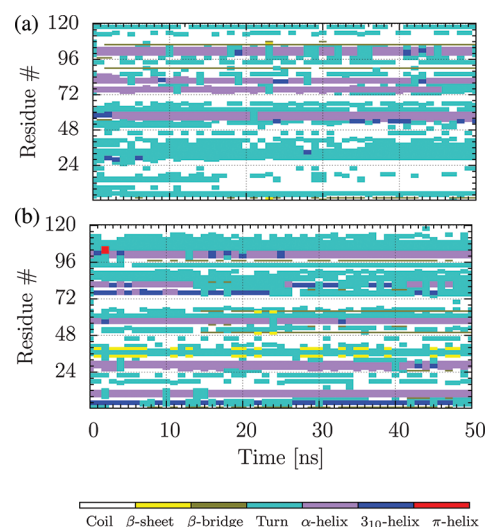 (a)
120
96
72
48
24
Residue #
(b)
120
96
72
48
24
Residue #
0 10 20 30 40 50
Time [ns]
Coil β-sheet β-bridge Turn α-helix 3₁₀-helix π-helix